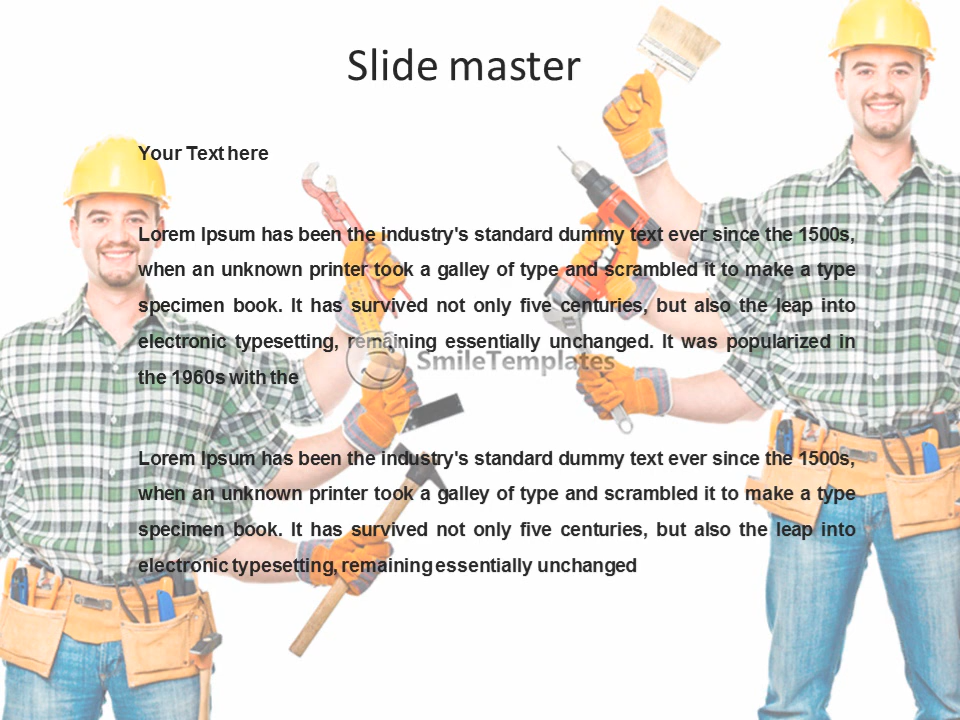 Slide master
Your Text here
Lorem Ipsum has been the industry's standard dummy text ever since the 1500s,
when an unknown printer took a galley of type and scrambled it to make a type
specimen book. It has survived not only five centuries, but also the leap into
electronic typesetting, remaining essentially unchanged. It was popularized in
SmileTemplates
the 1960s with the
Lorem Ipsum has been the industry's standard dummy text ever since the 1500s,
when an unknown printer took a galley of type and scrambled it to make a type
specimen book. It has survived not only five centuries, but also the leap into
electronic typesetting, remaining essentially unchanged